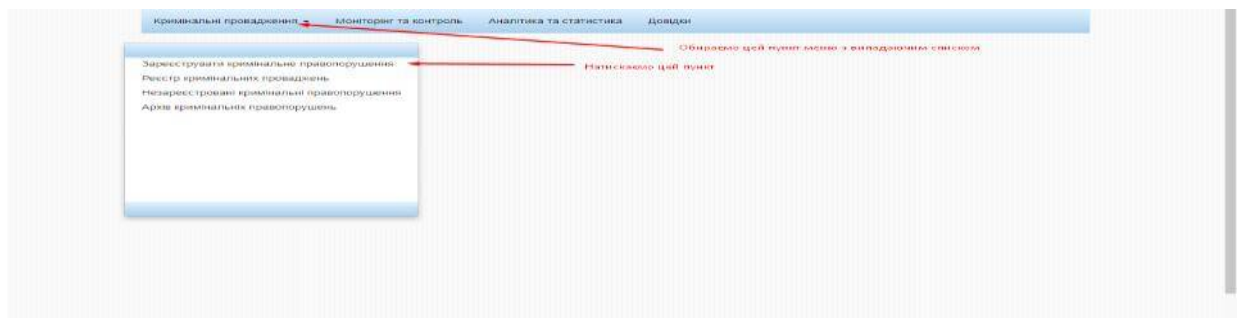 Кримінальні провадження Моніторінг та контроль Аналітика та статистика Довідки
Обираємо цей пункт меню з випадаючим списком
Зареєструвати кримінальне правопорушення
Натискаємо цей пункт
Реєстр кримінальних проваджень
Незареєстровані кримінальні правопорушення
Архів кримінальних правопорушень